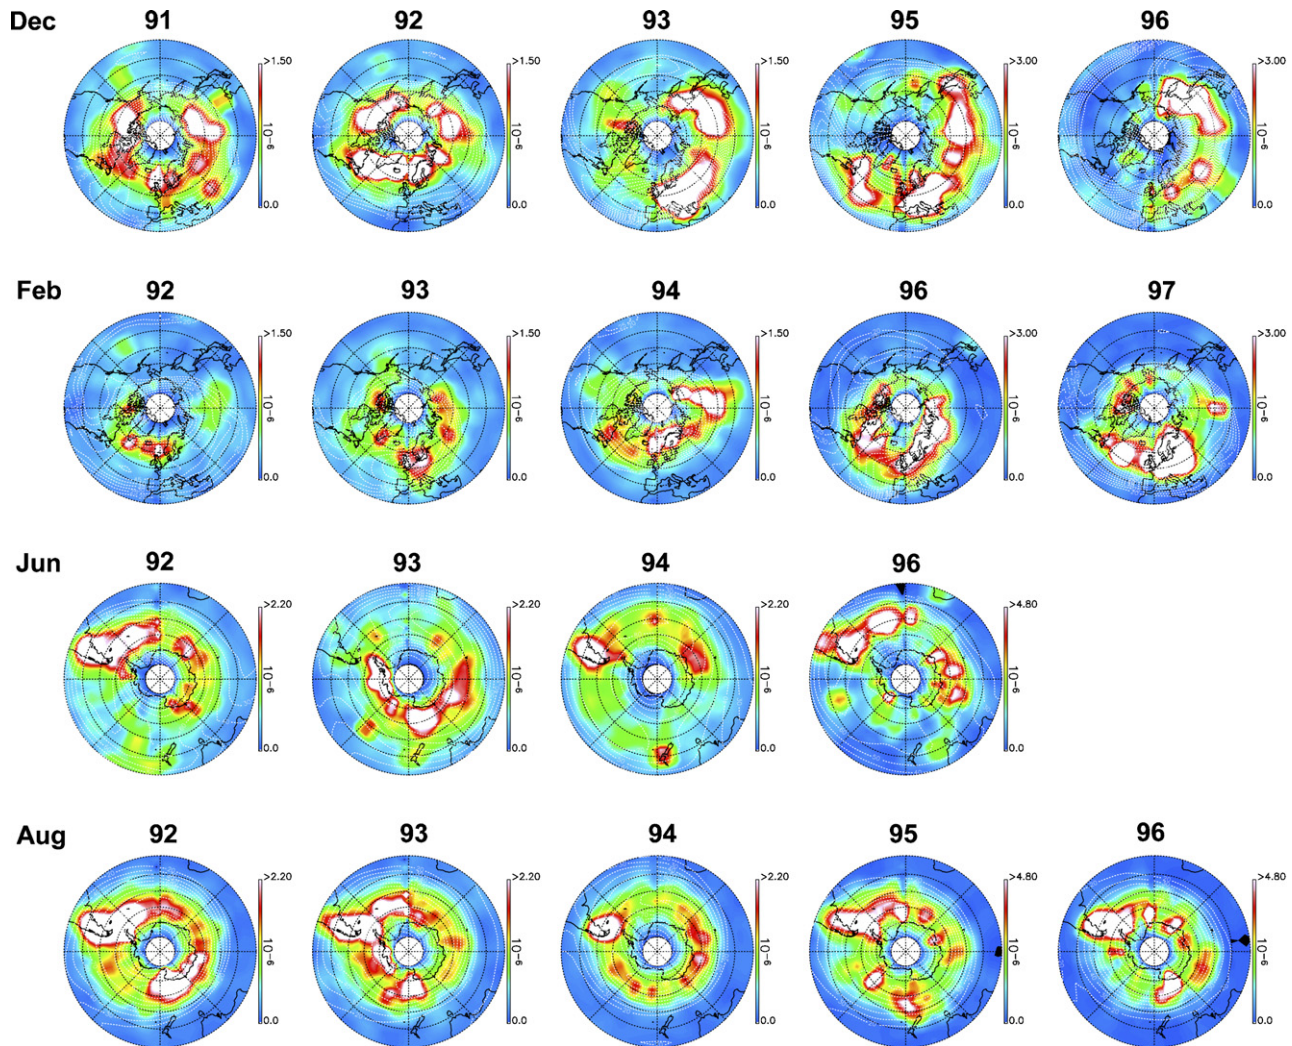 Dec 91 92 93 95 96
>1.50 >1.50 >1.50 >3.00 >3.00
10-6 10-6 10-6 10-6 10-6
0.0 0.0 0.0 0.0 0.0
Feb 92 93 94 96 97
>1.50 >1.50 >1.50 >3.00 >3.00
10-6 10-6 10-6 10-6 10-6
0.0 0.0 0.0 0.0 0.0
Jun 92 93 94 96
>2.20 >2.20 >2.20 >4.80
10-6 10-6 10-6 10-6
0.0 0.0 0.0 0.0
Aug 92 93 94 95 96
>2.20 >2.20 >2.20 >4.80 >4.80
10-6 10-6 10-6 10-6 10-6
0.0 0.0 0.0 0.0 0.0